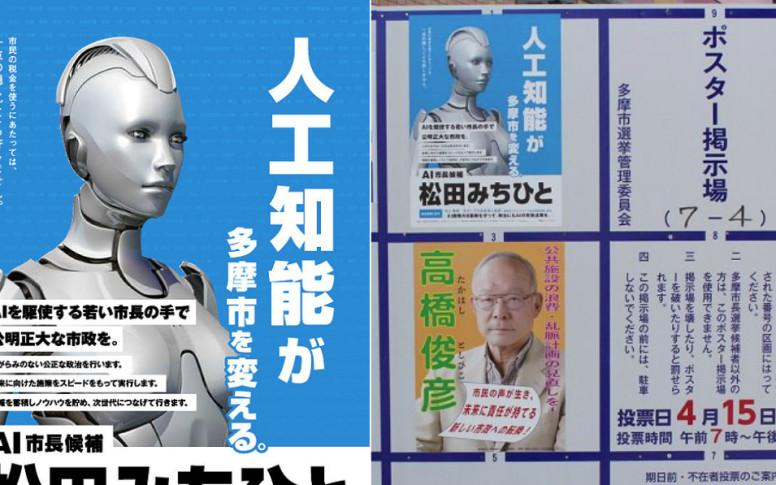 市民の税金を使うにあたっては、
人工知能が
多摩市を変える。
AIを駆使する若い市長の手で
公明正大な市政を。
がらみのない公正な政治を行います。
来に向けた施策をスピードをもって実行します。
を蓄積しノウハウを貯め、次世代につなげて行きます。
AI市長候補
松田みちひと
1
人工知能が
多摩市を変える。
AIを駆使する若い市長の手で
公明正大な市政を。
AI市長候補
松田みちひと
3
公共施設の浪費・乱脈計画の見直しを!
高橋俊彦
たかはし としひこ
市民の声が生き、
未来に責任が持てる
新しい市政への転換!
5
9
ポスター掲示場
多摩市選挙管理委員会
(7-4)
8
された番号の区画にはって
ください。
二 多摩市長選挙候補者以外の
方は、このポスター掲示場
を使用できません。
三 掲示場を壊したり、ポスタ
ーを破いたりすると罰せら
れます。
四 この掲示場の前には、駐車
しないでください。
投票日4月15日
投票時間 午前7時~午後
7
期日前・不在者投票のご案内